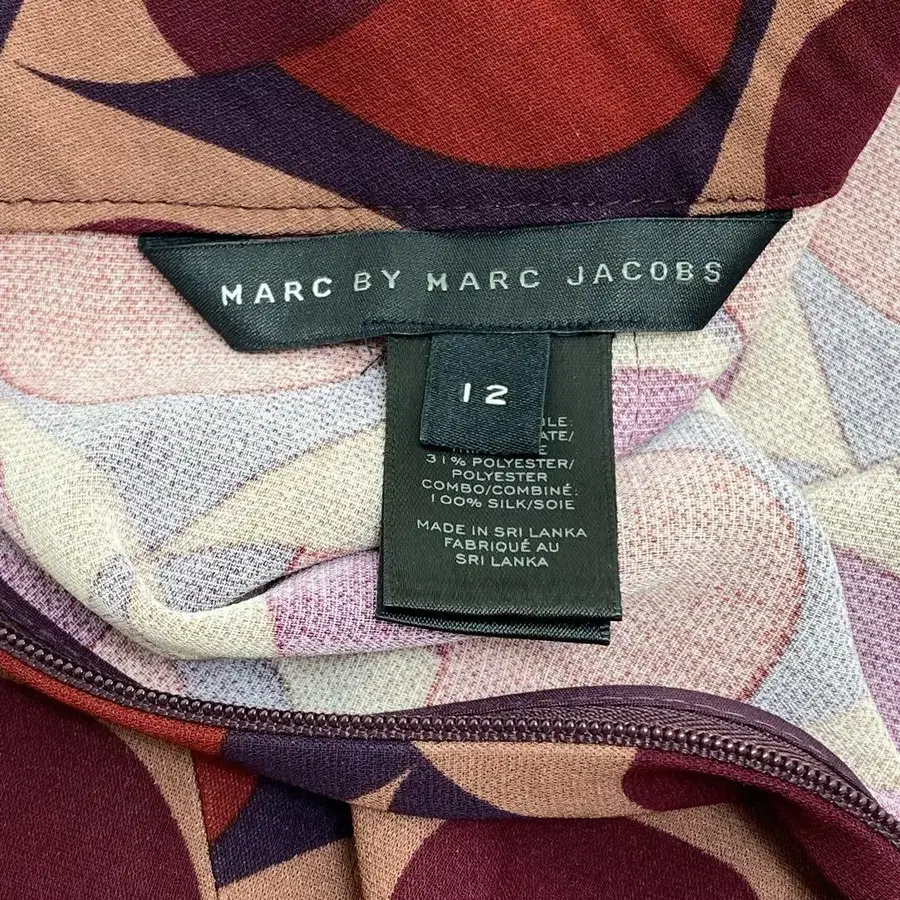 MARC BY MARC JACOBS
12
31% POLYESTER/
POLYESTER
COMBO/COMBINÉ:
100% SILK/SOIE
MADE IN SRI LANKA
FABRIQUÉ AU
SRI LANKA